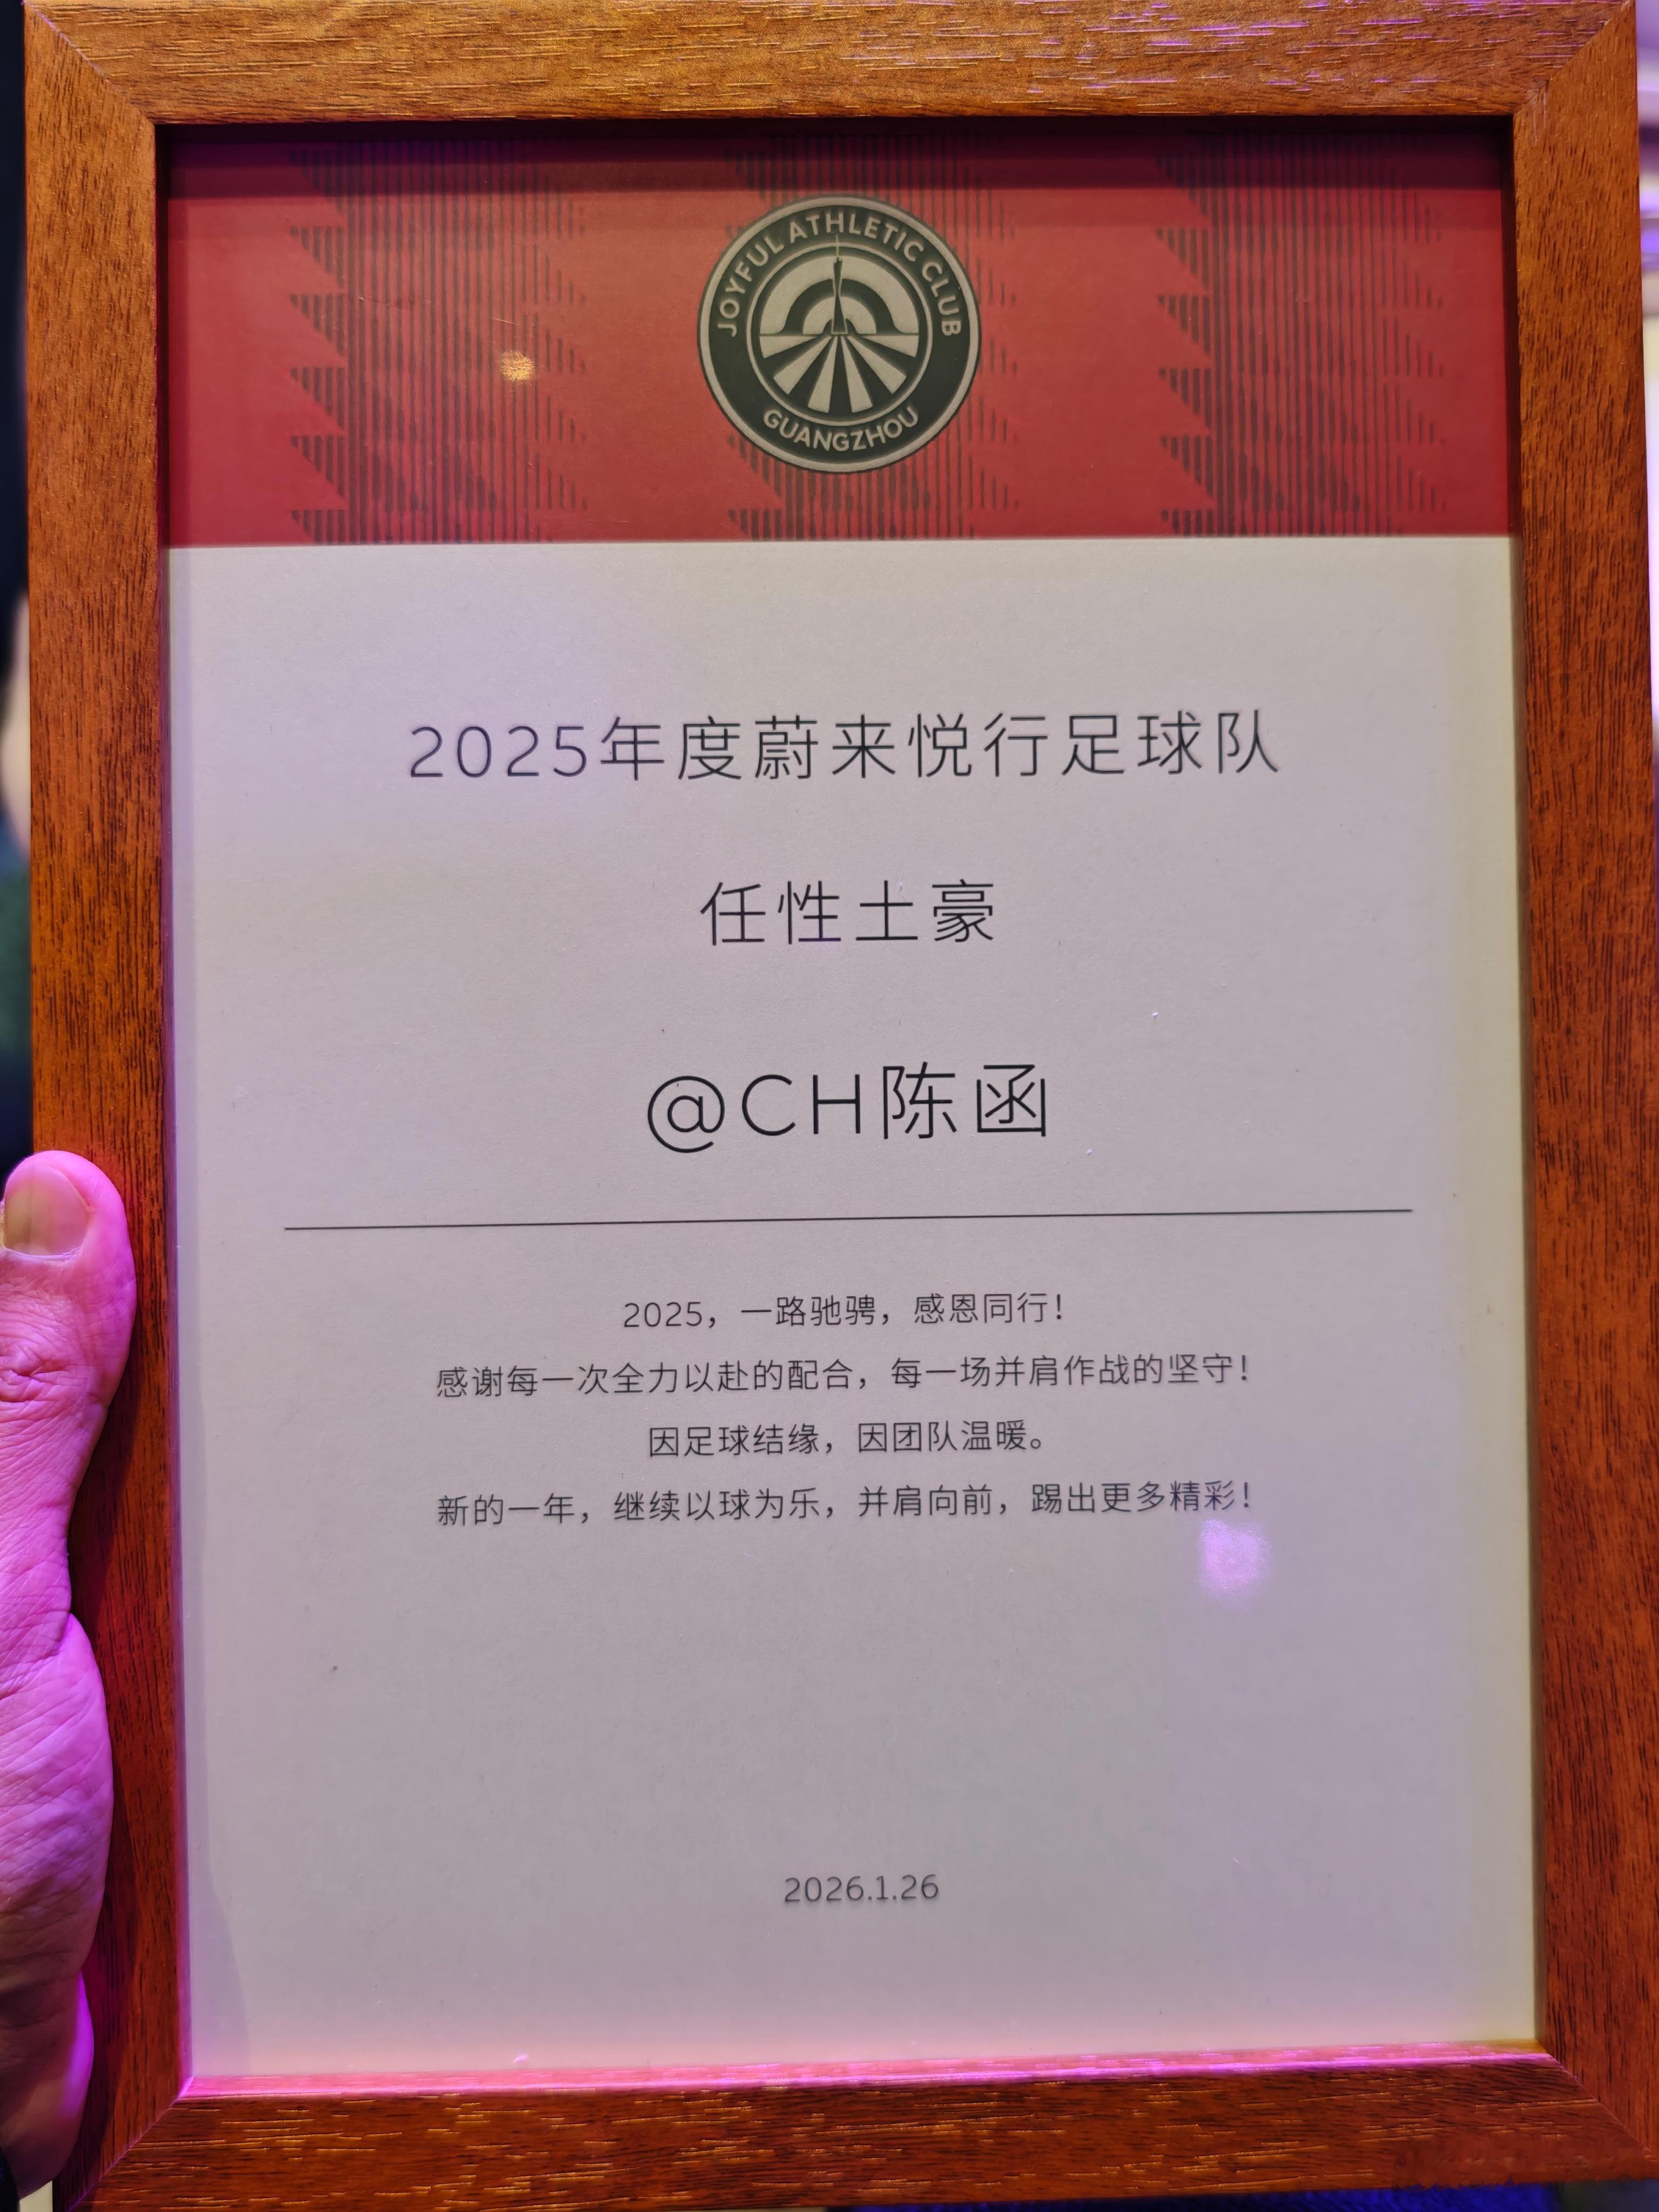 JOYFUL ATHLETIC CLUB
GUANGZHOU
2025年度蔚来悦行足球队
任性土豪
@CH陈函
2025，一路驰骋，感恩同行！
感谢每一次全力以赴的配合，每一场并肩作战的坚守！
因足球结缘，因团队温暖。
新的一年，继续以球为乐，并肩向前，踢出更多精彩！
2026.1.26